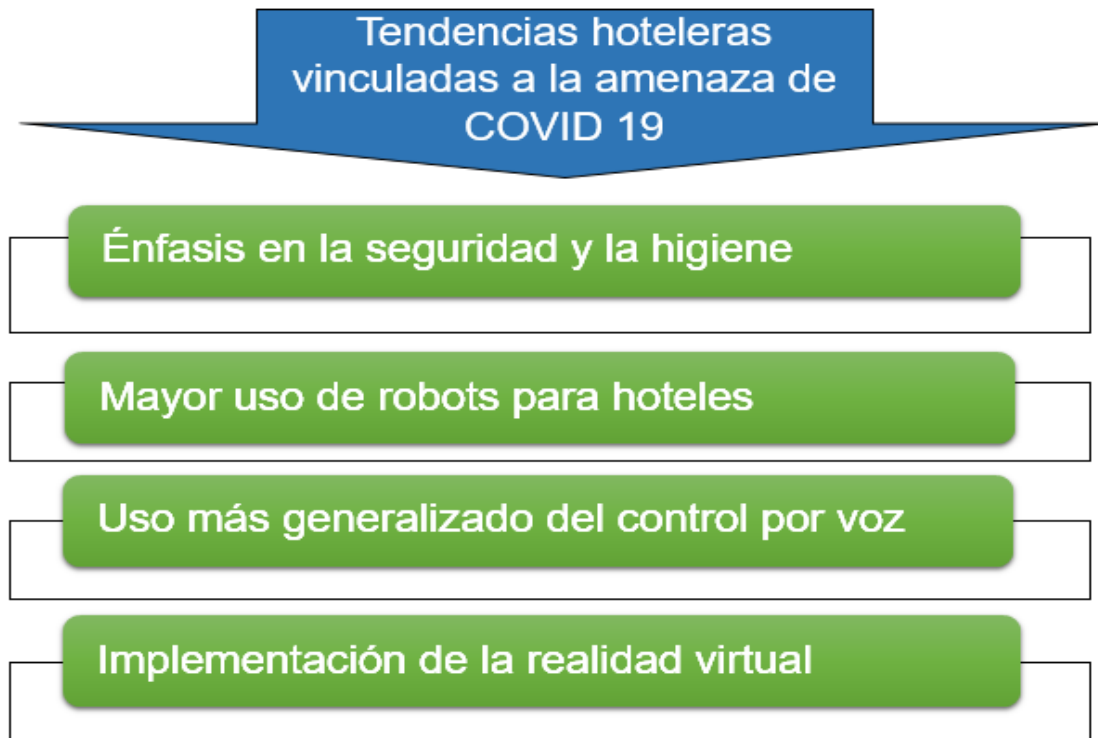 Tendencias hoteleras
vinculadas a la amenaza de
COVID 19
Énfasis en la seguridad y la higiene
Mayor uso de robots para hoteles
Uso más generalizado del control por voz
Implementación de la realidad virtual